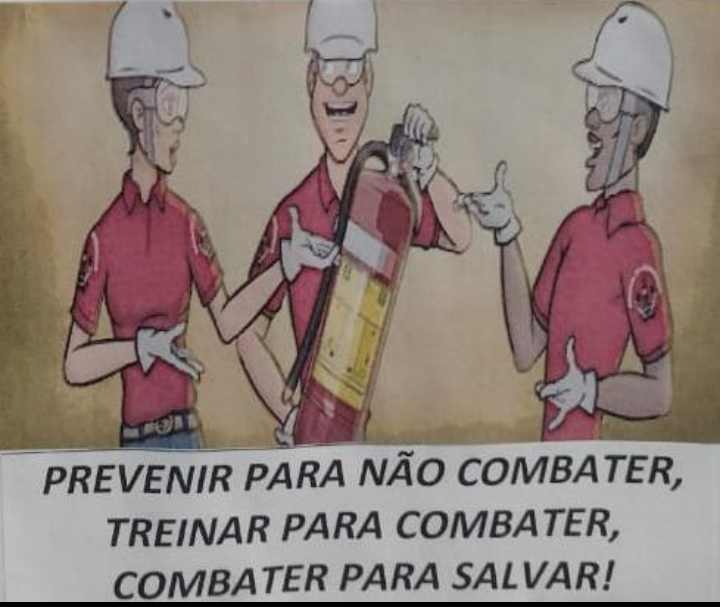 PREVENIR PARA NÃO COMBATER,
TREINAR PARA COMBATER,
COMBATER PARA SALVAR!